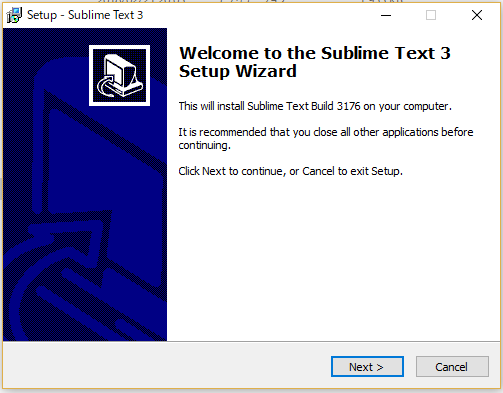 Setup - Sublime Text 3
Welcome to the Sublime Text 3
Setup Wizard
This will install Sublime Text Build 3176 on your computer.
It is recommended that you close all other applications before
continuing.
Click Next to continue, or Cancel to exit Setup.
Next >
Cancel